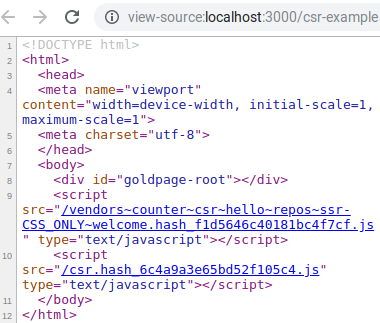 view-source:localhost:3000/csr-example
1 <!DOCTYPE html>
2 <html>
3 <head>
4 <meta name="viewport"
content="width=device-width, initial-scale=1,
maximum-scale=1">
5 <meta charset="utf-8">
6 </head>
7 <body>
8 <div id="goldpage-root"></div>
9 <script
src="/vendors~counter~csr~hello~repos~ssr-
CSS_ONLY~welcome.hash_f1d5646c40181bc4f7cf.js
" type="text/javascript"></script>
10 <script
src="/csr.hash_6c4a9a3e65bd52f105c4.js"
type="text/javascript"></script>
11 </body>
12 </html>